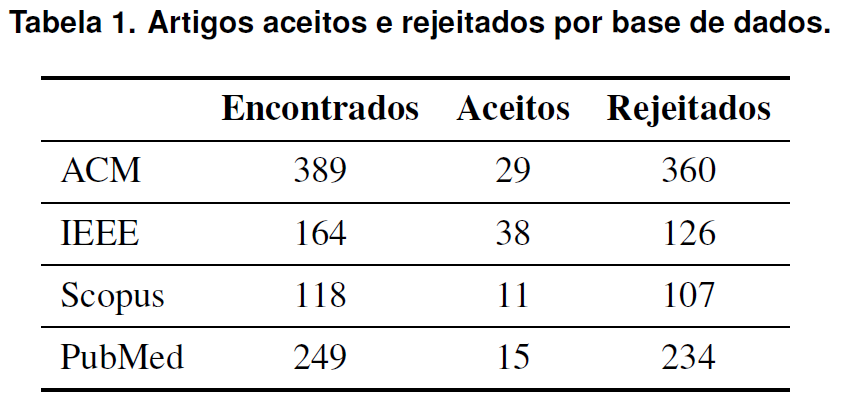 Tabela 1. Artigos aceitos e rejeitados por base de dados.
Encontrados Aceitos Rejeitados
ACM 389 29 360
IEEE 164 38 126
Scopus 118 11 107
PubMed 249 15 234